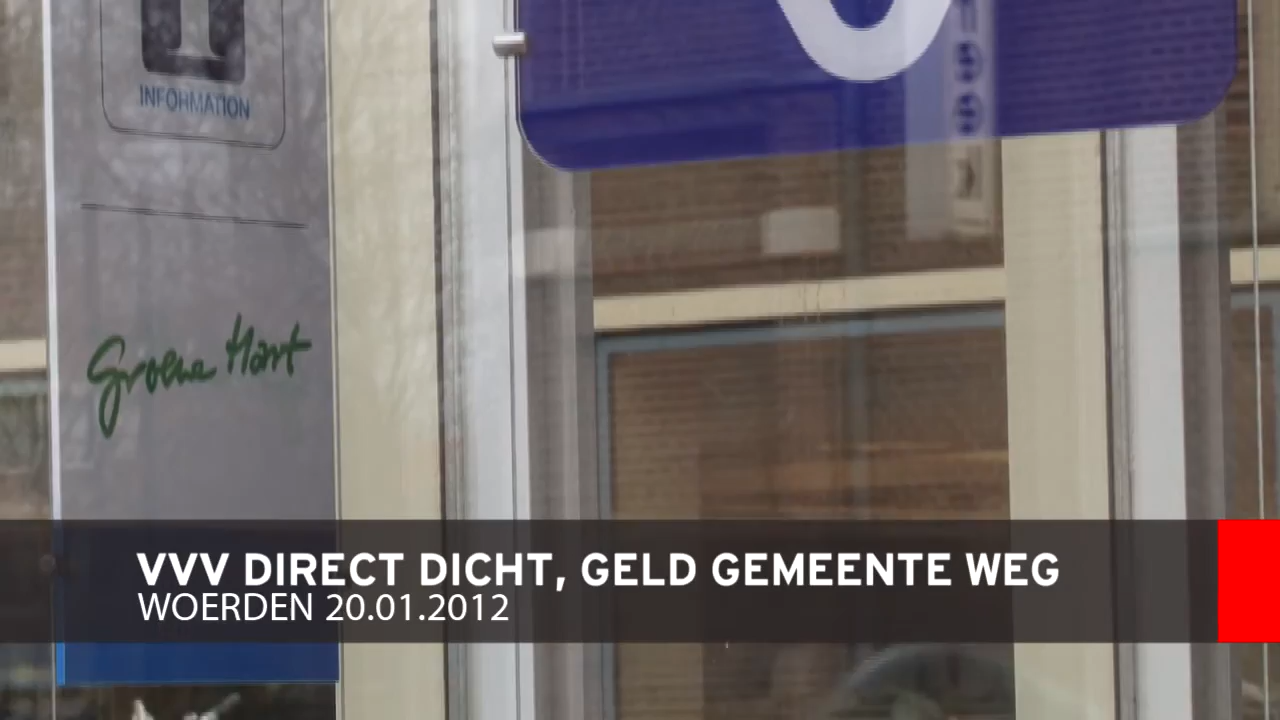 INFORMATION
Groene Hart
VVV DIRECT DICHT, GELD GEMEENTE WEG
WOERDEN 20.01.2012